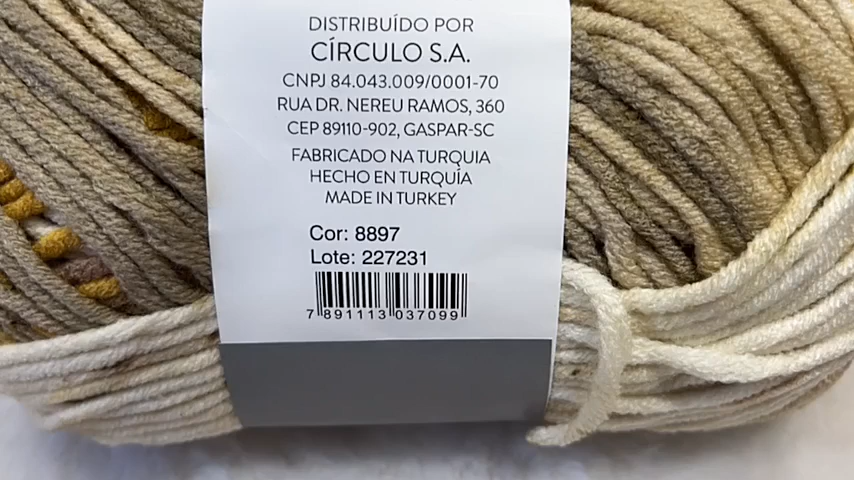 DISTRIBUÍDO POR
CÍRCULO S.A.
CNPJ 84.043.009/0001-70
RUA DR. NEREU RAMOS, 360
CEP 89110-902, GASPAR-SC
FABRICADO NA TURQUIA
HECHO EN TURQUÍA
MADE IN TURKEY
Cor: 8897
Lote: 227231
7 891113 037099